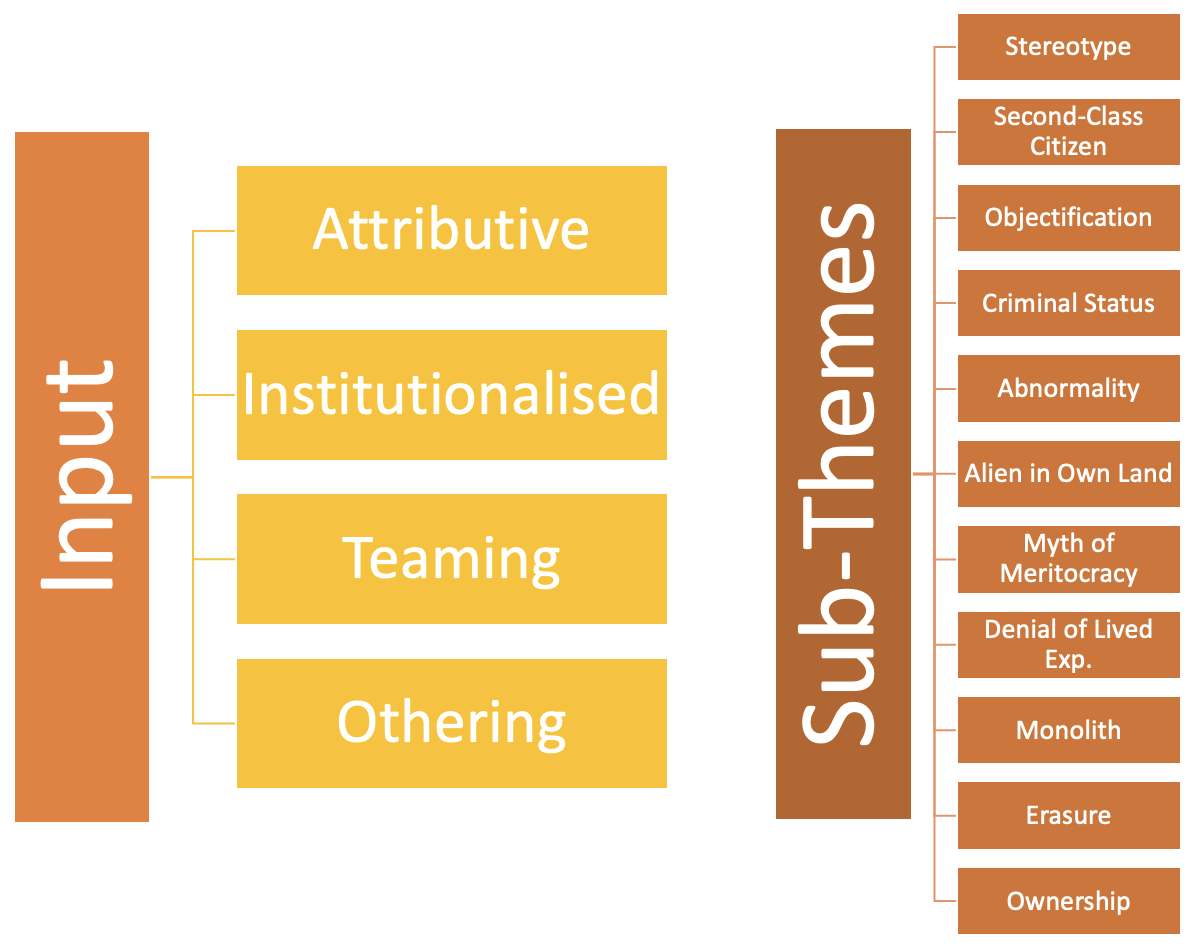 Input
Attributive
Institutionalised
Teaming
Othering
Sub-Themes
Stereotype
Second-Class
Citizen
Objectification
Criminal Status
Abnormality
Alien in Own Land
Myth of
Meritocracy
Denial of Lived
Exp.
Monolith
Erasure
Ownership